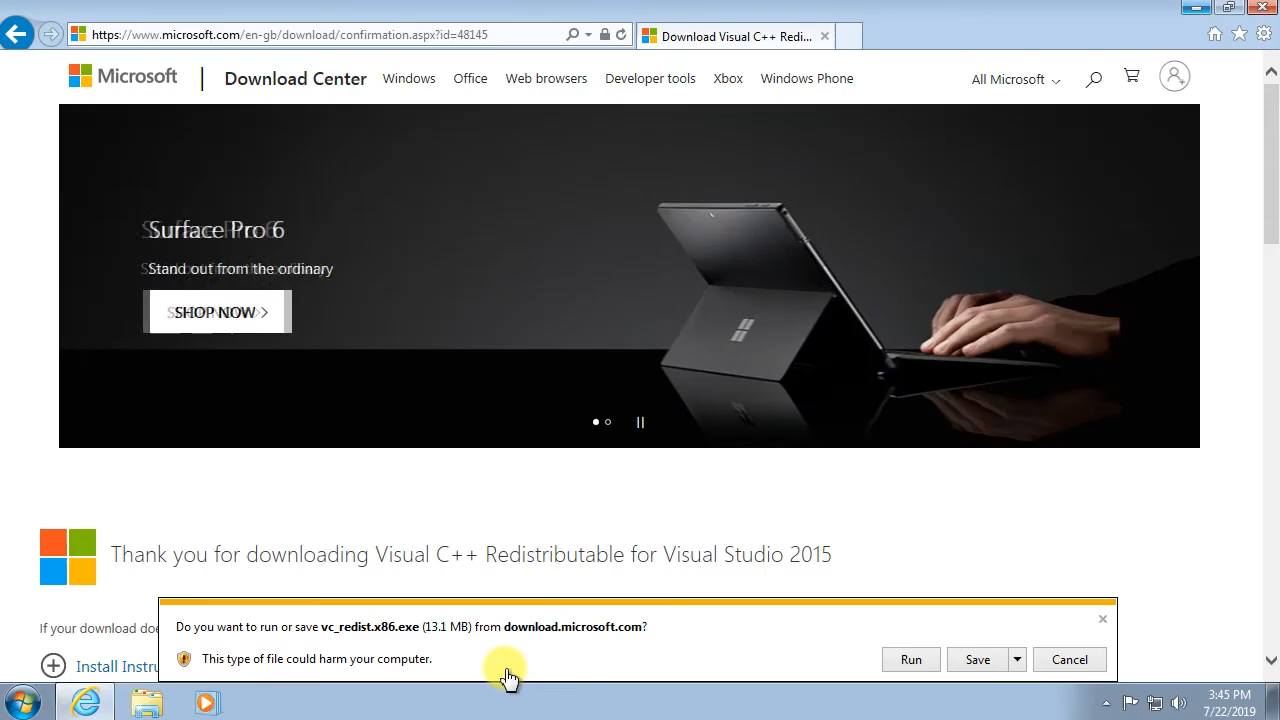 https://www.microsoft.com/en-gb/download/confirmation.aspx?id=48145
Download Visual C++ Redi...
Microsoft
Download Center
Windows
Office
Web browsers
Developer tools
Xbox
Windows Phone
All Microsoft
Surface Pro 6
Stand out from the ordinary
SHOP NOW
Thank you for downloading Visual C++ Redistributable for Visual Studio 2015
If your download doe
Do you want to run or save vc_redist.x86.exe (13.1 MB) from download.microsoft.com?
This type of file could harm your computer.
Run
Save
Cancel
Install Instru
3:45 PM
7/22/2019